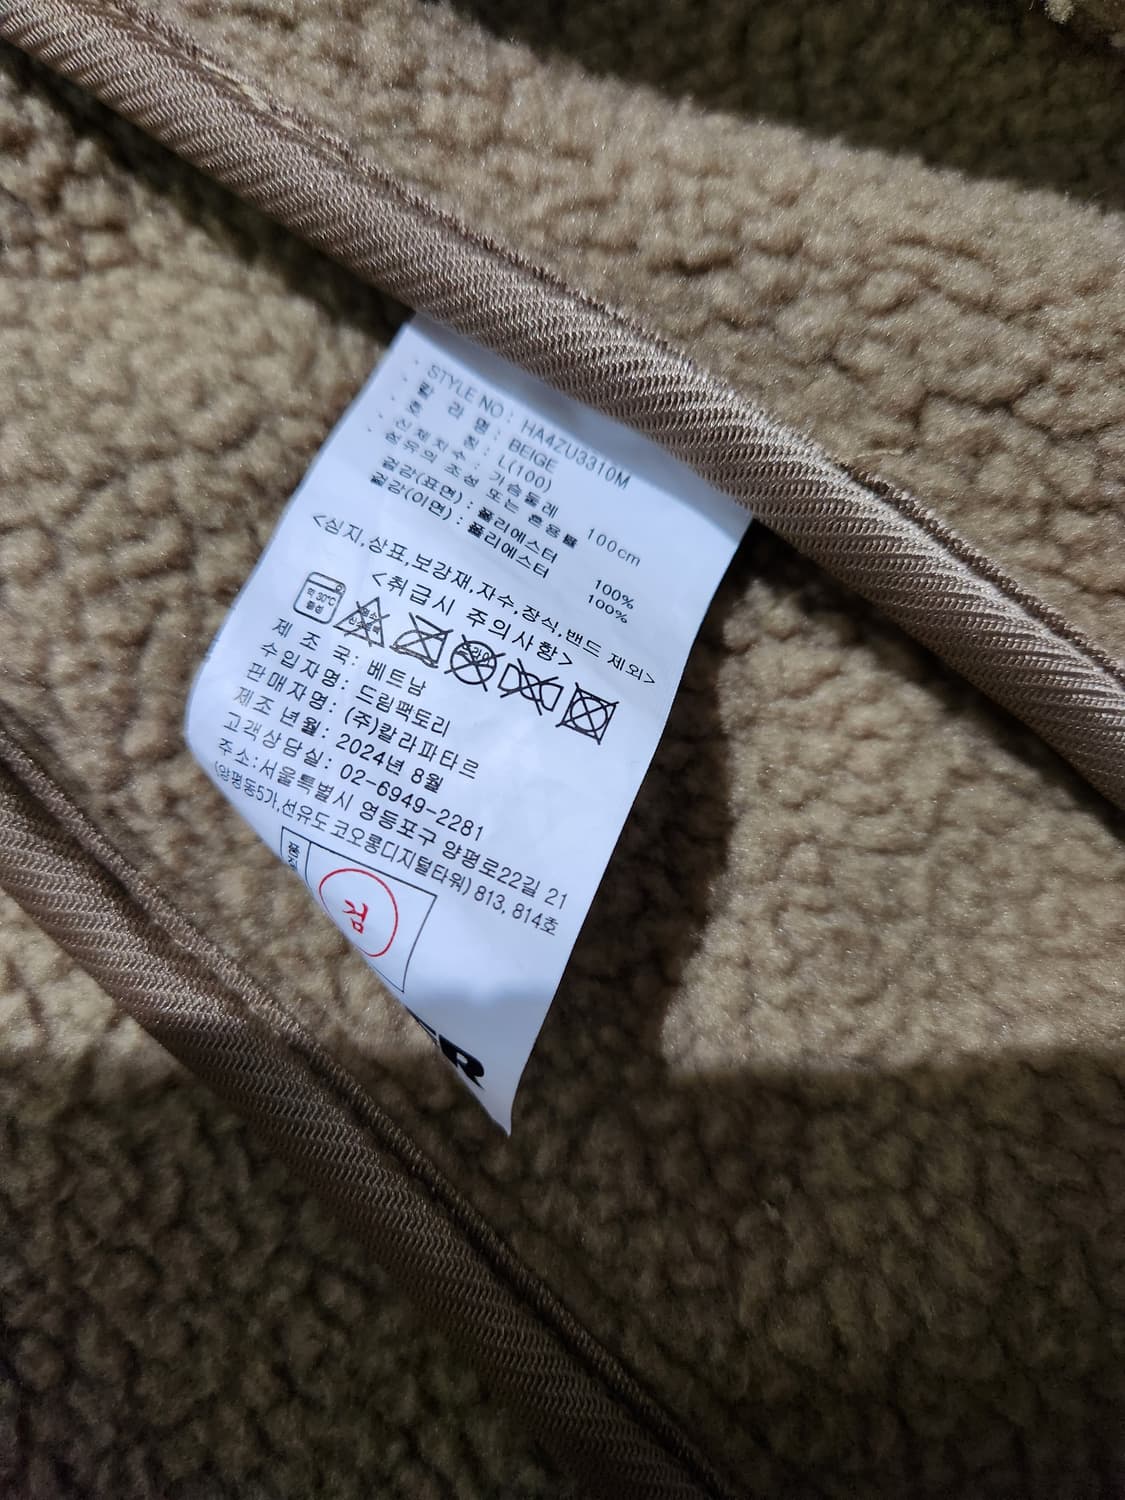 · STYLE NO : HA4ZU3310M
· 칼 라 명 : BEIGE
· 호 칭 : L(100)
· 신체치수 : 가슴둘레 100cm
섬유의 조성 또는 혼용률
겉감(표면) : 폴리에스터 100%
겉감(이면) : 폴리에스터 100%
<심지,상표,보강재,자수,장식,밴드 제외>
<취급시 주의사항>
약 30℃
제 조 국: 베트남
수입자명: 드림팩토리
판매자명: (주)칼라파타르
제조 년월: 2024년 8월
고객상담실: 02-6949-2281
주소:서울특별시 영등포구 양평로22길 21
(양평동5가,선유도코오롱디지털타워) 813, 814호
검
ER